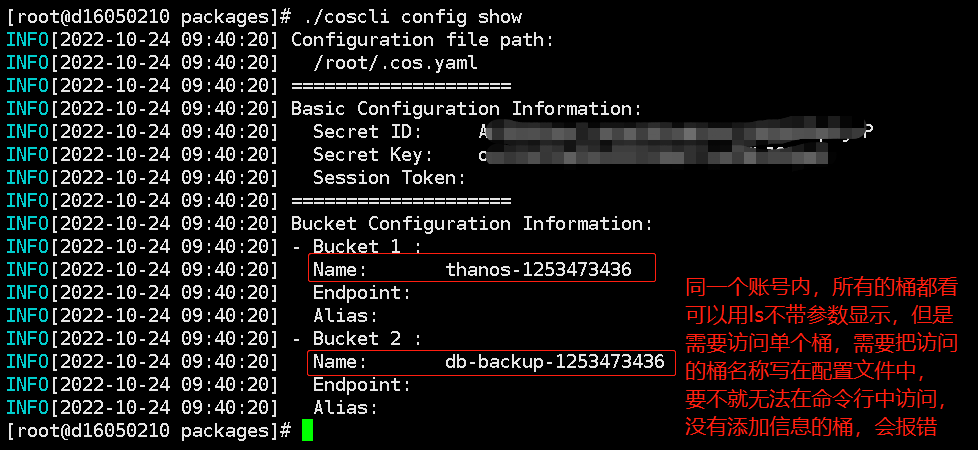 [root@d16050210 packages]# ./coscli config show
INFO[2022-10-24 09:40:20] Configuration file path:
INFO[2022-10-24 09:40:20]   /root/.cos.yaml
INFO[2022-10-24 09:40:20] ====================
INFO[2022-10-24 09:40:20] Basic Configuration Information:
INFO[2022-10-24 09:40:20]   Secret ID:
INFO[2022-10-24 09:40:20]   Secret Key:
INFO[2022-10-24 09:40:20]   Session Token:
INFO[2022-10-24 09:40:20] ====================
INFO[2022-10-24 09:40:20] Bucket Configuration Information:
INFO[2022-10-24 09:40:20] - Bucket 1 :
INFO[2022-10-24 09:40:20]   Name:       thanos-1253473436
INFO[2022-10-24 09:40:20]   Endpoint:
INFO[2022-10-24 09:40:20]   Alias:
INFO[2022-10-24 09:40:20] - Bucket 2 :
INFO[2022-10-24 09:40:20]   Name:       db-backup-1253473436
INFO[2022-10-24 09:40:20]   Endpoint:
INFO[2022-10-24 09:40:20]   Alias:
[root@d16050210 packages]#
同一个账号内，所有的桶都看
可以用ls不带参数显示，但是
需要访问单个桶，需要把访问
的桶名称写在配置文件中，
要不就无法在命令行中访问，
没有添加信息的桶，会报错